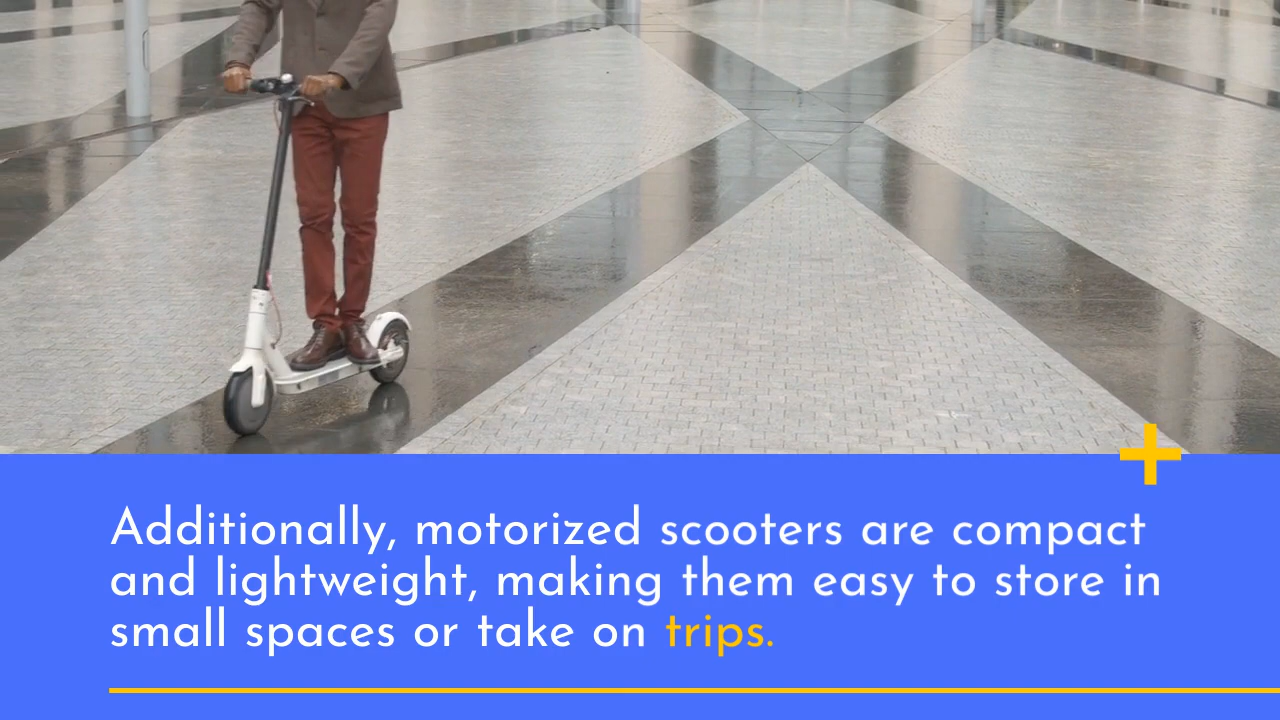 Additionally, motorized scooters are compact
and lightweight, making them easy to store in
small spaces or take on trips.